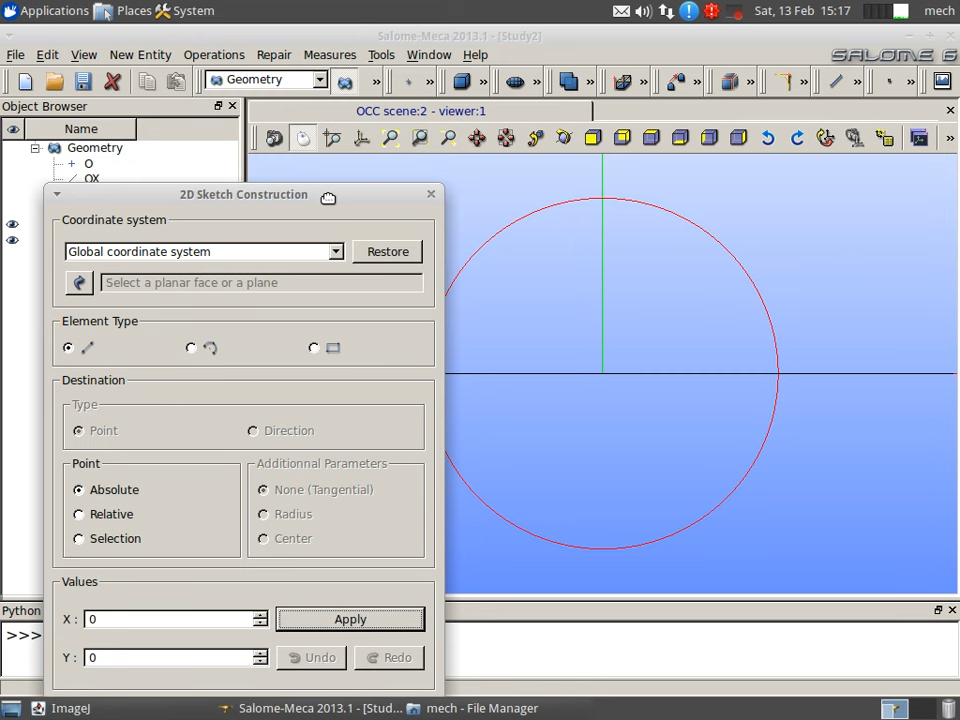 Applications Places System Sat, 13 Feb 15:17 mech
Salome-Meca 2013.1 - [Study2]
File Edit View New Entity Operations Repair Measures Tools Window Help SALOME 6
Geometry
Object Browser
OCC scene:2 - viewer:1
Name
Geometry
O
OX
2D Sketch Construction
Coordinate system
Global coordinate system
Restore
Select a planar face or a plane
Element Type
Destination
Type
Point
Direction
Point
Absolute
Relative
Selection
Additionnal Parameters
None (Tangential)
Radius
Center
Values
X : 0
Apply
Y : 0
Undo
Redo
Python
>>>
ImageJ Salome-Meca 2013.1 - [Stud... mech - File Manager